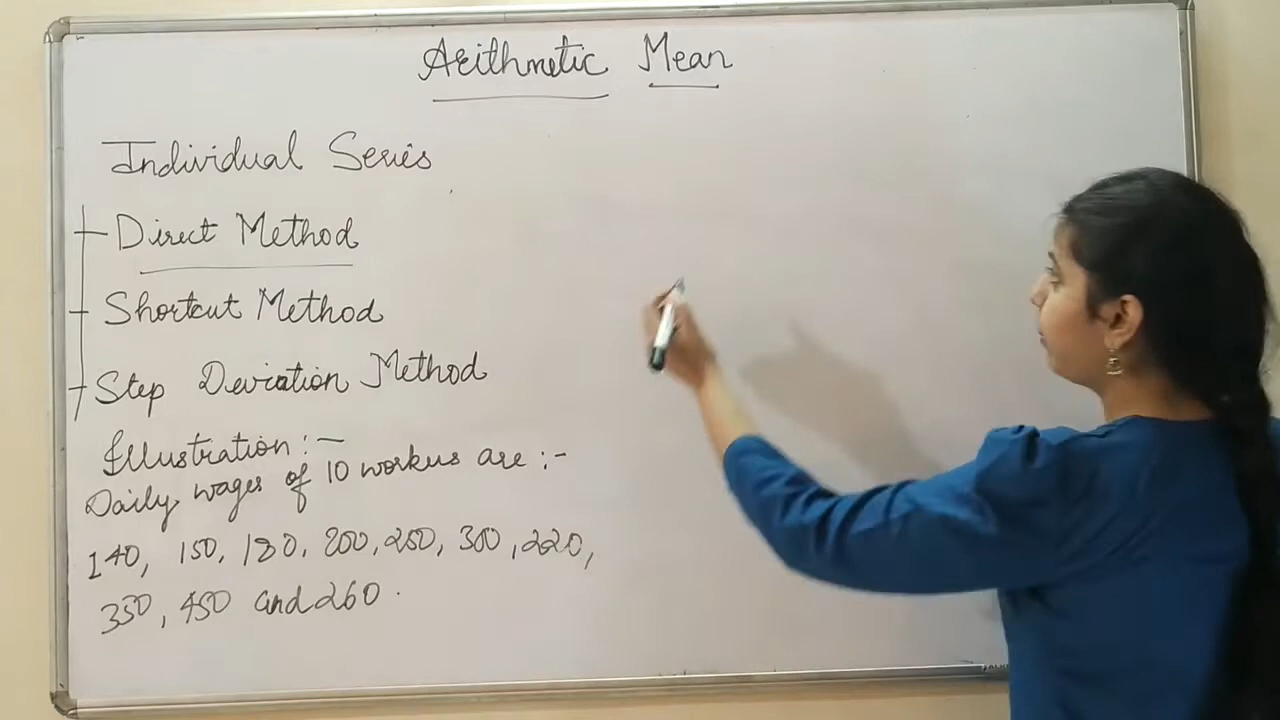 Arithmetic Mean
Individual Series
Direct Method
Shortcut Method
Step Deviation Method
Illustration :-
Daily wages of 10 workers are :-
140, 150, 180, 200, 250, 300, 220,
350, 450 and 260.